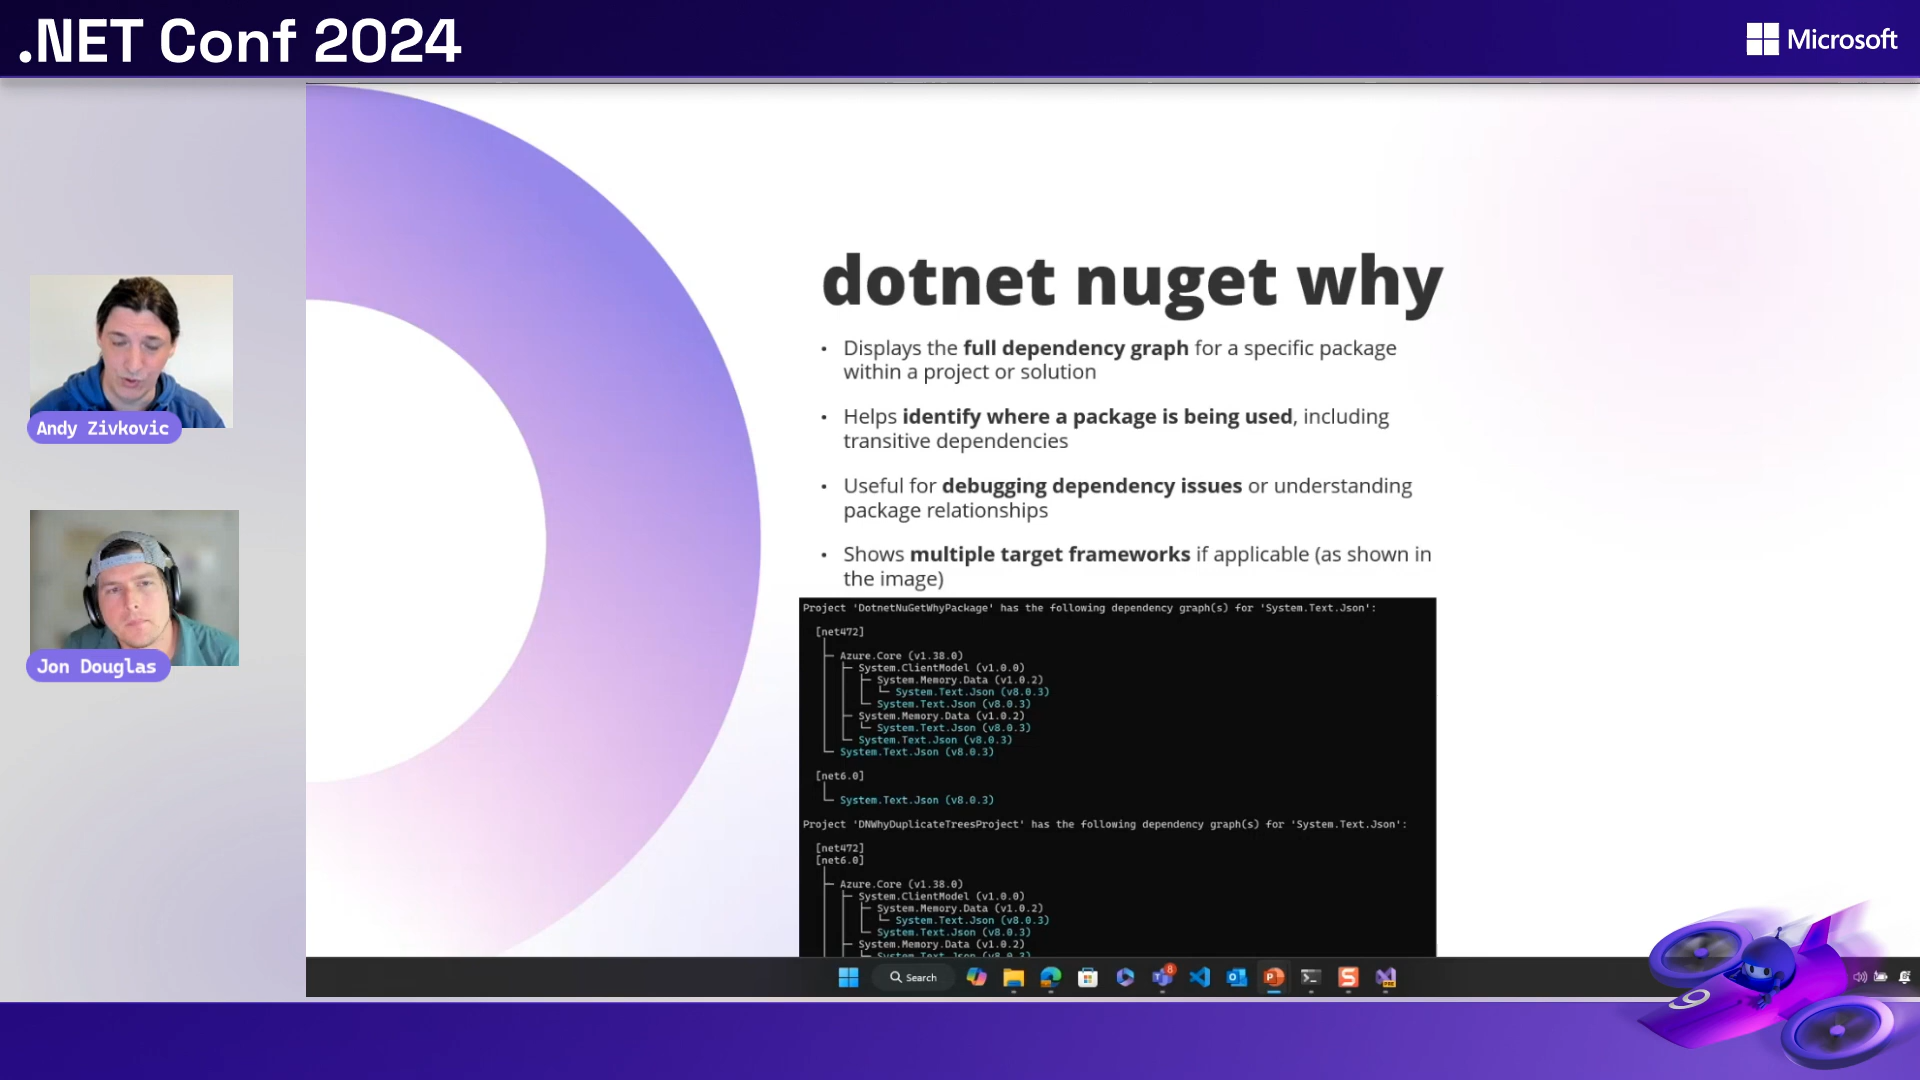 .NET Conf 2024
Microsoft
Andy Zivkovic
Jon Douglas
dotnet nuget why
• Displays the full dependency graph for a specific package
within a project or solution
• Helps identify where a package is being used, including
transitive dependencies
• Useful for debugging dependency issues or understanding
package relationships
• Shows multiple target frameworks if applicable (as shown in
the image)
Project 'DotnetNuGetWhyPackage' has the following dependency graph(s) for 'System.Text.Json':
[net472]
Azure.Core (v1.38.0)
System.ClientModel (v1.0.0)
System.Memory.Data (v1.0.2)
System.Text.Json (v8.0.3)
System.Text.Json (v8.0.3)
System.Memory.Data (v1.0.2)
System.Text.Json (v8.0.3)
System.Text.Json (v8.0.3)
System.Text.Json (v8.0.3)
[net6.0]
System.Text.Json (v8.0.3)
Project 'DNWhyDuplicateTreesProject' has the following dependency graph(s) for 'System.Text.Json':
[net472]
[net6.0]
Azure.Core (v1.38.0)
System.ClientModel (v1.0.0)
System.Memory.Data (v1.0.2)
System.Text.Json (v8.0.3)
System.Text.Json (v8.0.3)
System.Memory.Data (v1.0.2)
System.Text.Json (v8.0.3)
Search
8
9